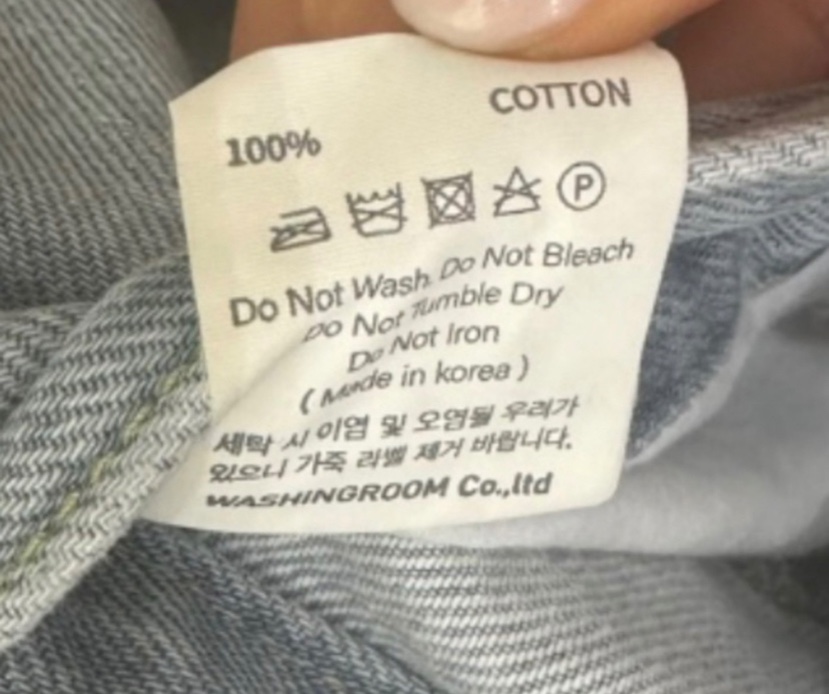 COTTON
100%
P
Do Not Wash Do Not Bleach
Do Not Tumble Dry
Do Not Iron
( Made in korea )
세탁 시 이염 및 오염될 우려가
있으니 가죽 라벨 제거 바랍니다.
WASHINGROOM Co.,ltd